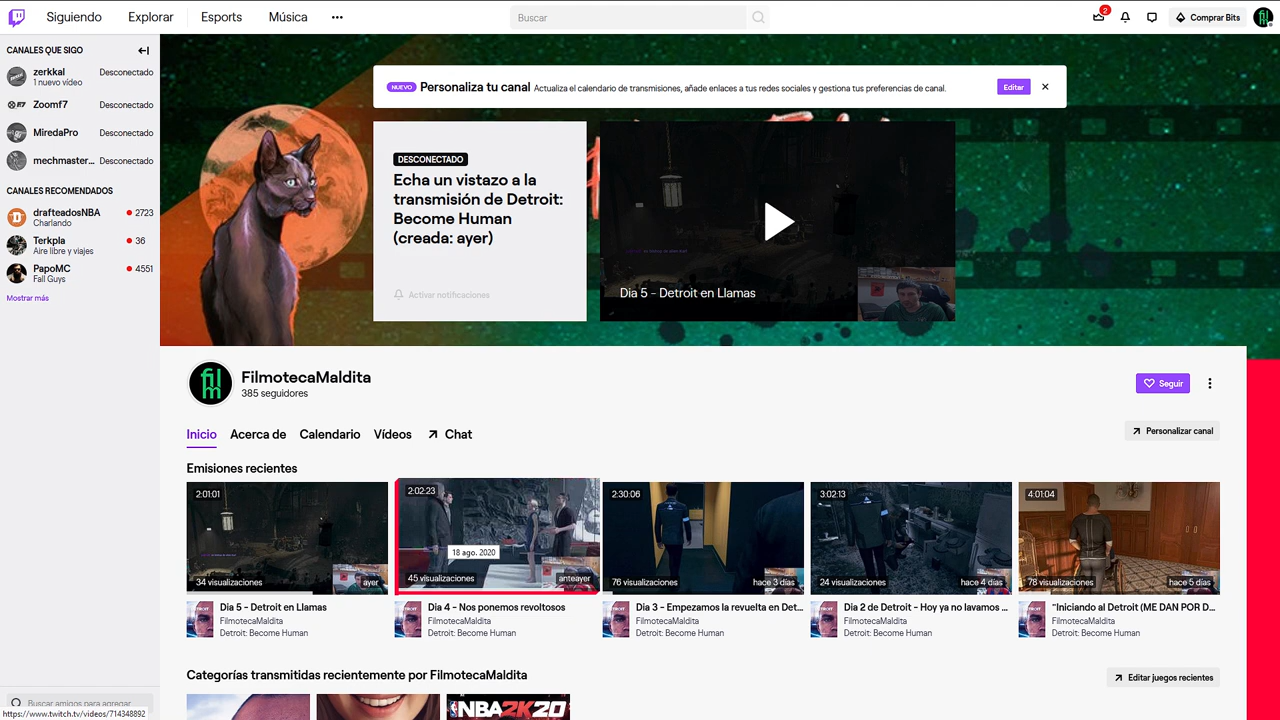 Siguiendo
Explorar
Esports
Música
Buscar
2
Comprar Bits
CANALES QUE SIGO
zerkkal
Desconectado
1 nuevo vídeo
Zoomf7
Desconectado
MiredaPro
Desconectado
mechmaster...
Desconectado
CANALES RECOMENDADOS
drafteadosNBA
2723
Charlando
Terkpla
36
Aire libre y viajes
PapoMC
4551
Fall Guys
Mostrar más
NUEVO
Personaliza tu canal
Actualiza el calendario de transmisiones, añade enlaces a tus redes sociales y gestiona tus preferencias de canal.
Editar
DESCONECTADO
Echa un vistazo a la
transmisión de Detroit:
Become Human
(creada: ayer)
Activar notificaciones
Dia 5 - Detroit en Llamas
film
FilmotecaMaldita
385 seguidores
Seguir
Inicio
Acerca de
Calendario
Vídeos
Chat
Personalizar canal
Emisiones recientes
2:01:01
34 visualizaciones
ayer
Dia 5 - Detroit en Llamas
FilmotecaMaldita
Detroit: Become Human
2:02:23
18 ago. 2020
45 visualizaciones
anteayer
Dia 4 - Nos ponemos revoltosos
FilmotecaMaldita
Detroit: Become Human
2:30:06
76 visualizaciones
hace 3 días
Dia 3 - Empezamos la revuelta en Det...
FilmotecaMaldita
Detroit: Become Human
3:02:13
24 visualizaciones
hace 4 días
Dia 2 de Detroit - Hoy ya no lavamos ...
FilmotecaMaldita
Detroit: Become Human
4:01:04
78 visualizaciones
hace 5 días
"Iniciando al Detroit (ME DAN POR D...
FilmotecaMaldita
Detroit: Become Human
Categorías transmitidas recientemente por FilmotecaMaldita
Editar juegos recientes
NBA2K20
Buscar amigos para agregar
https://www.twitch.tv/videos/714348892